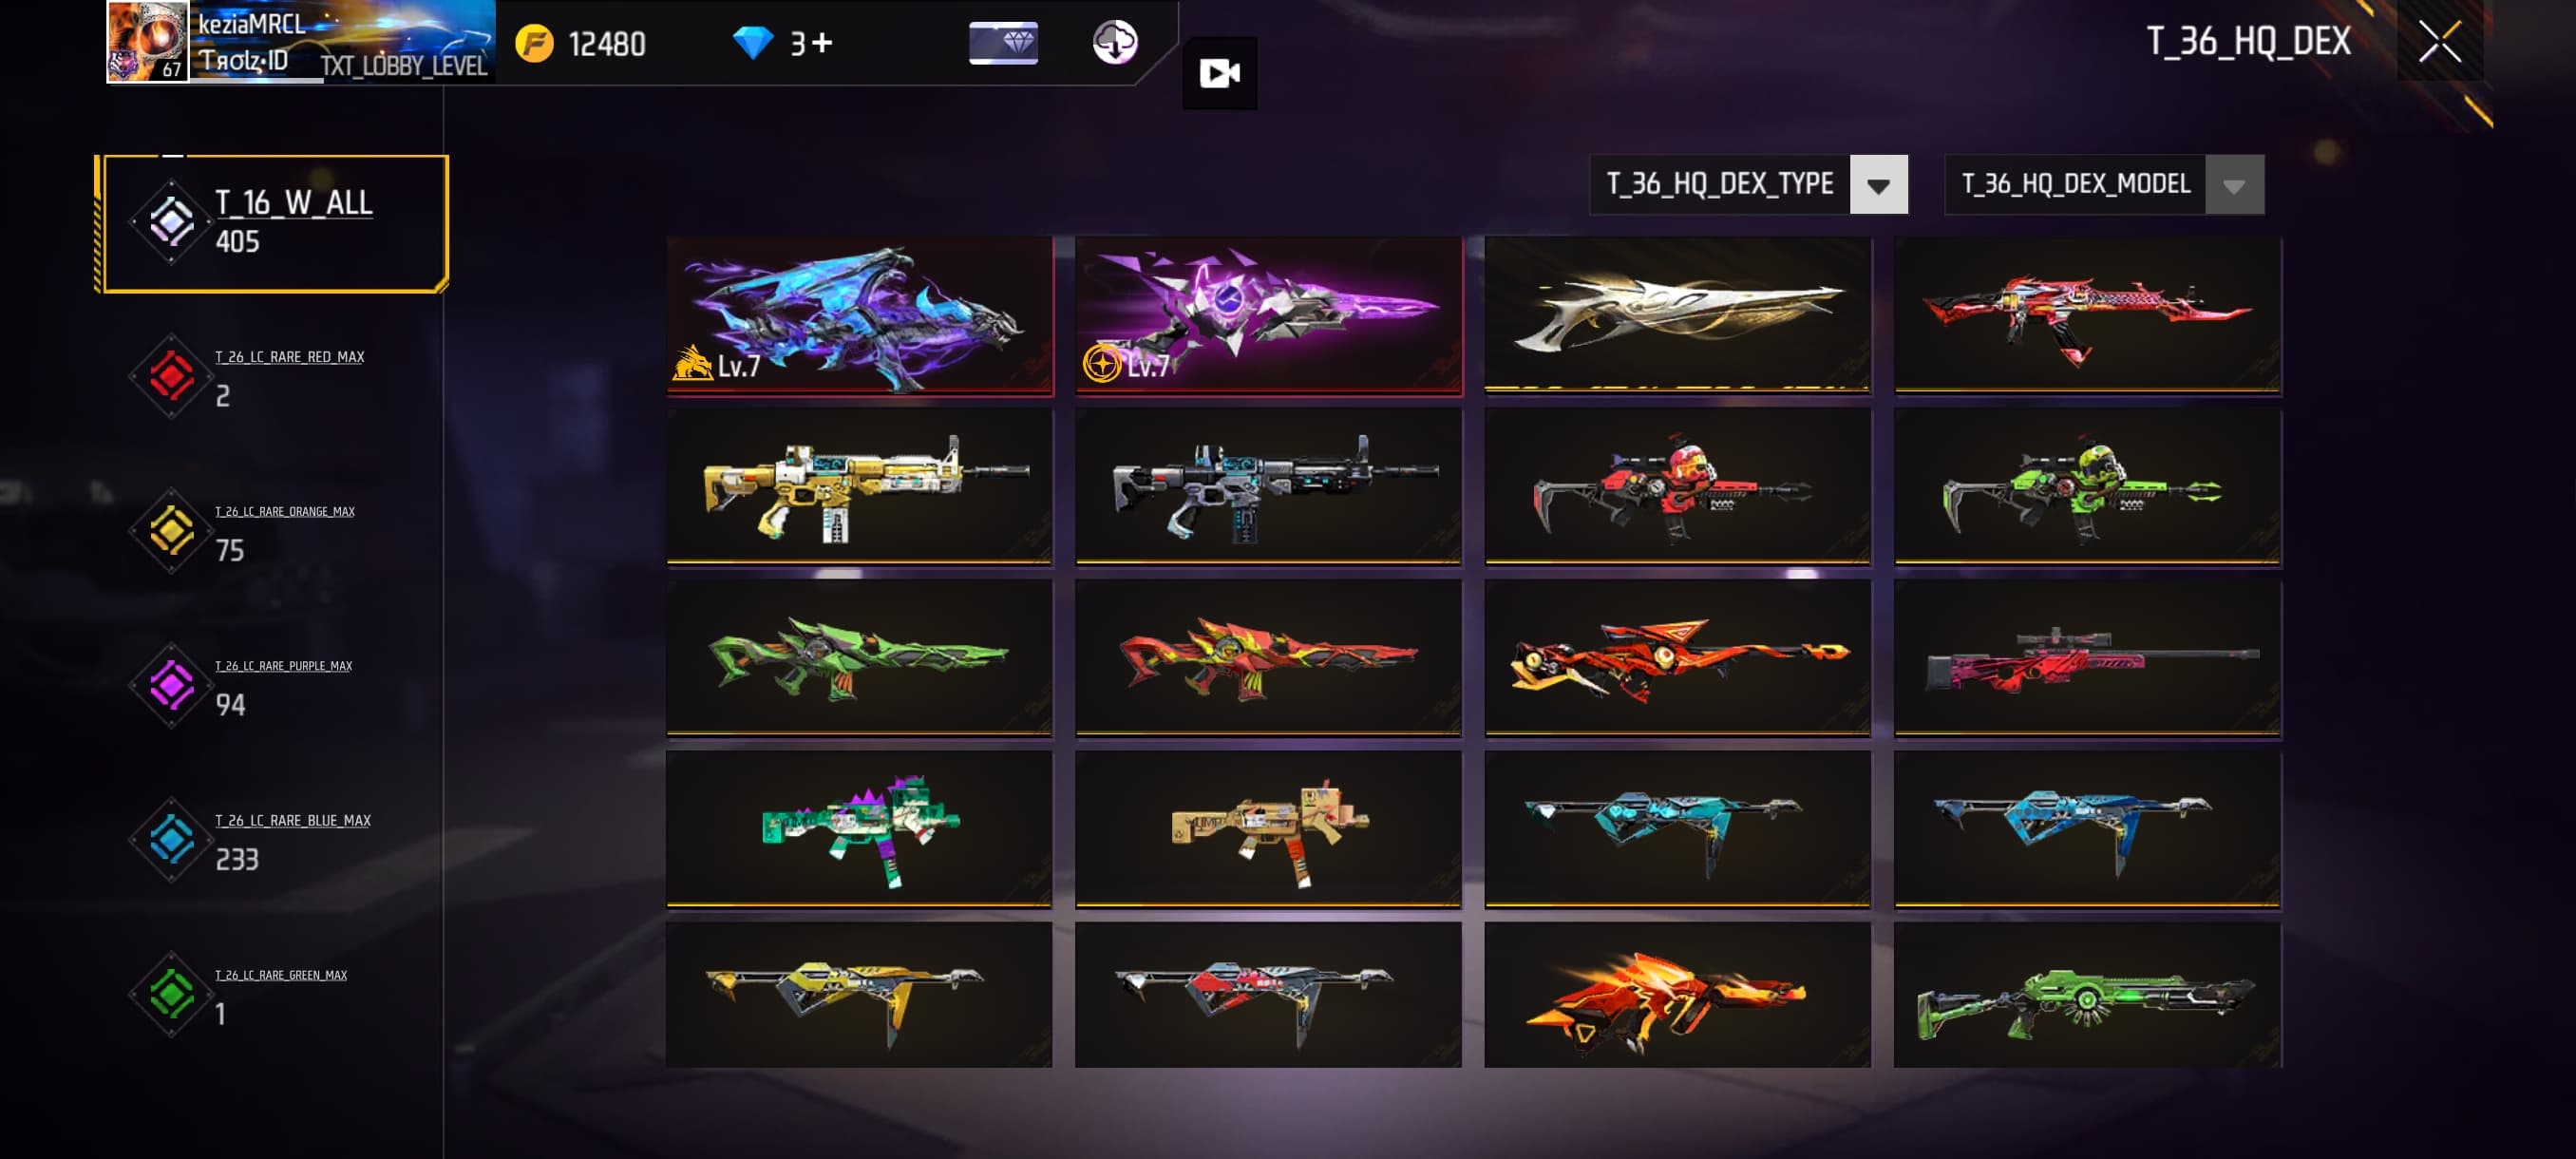 keziaMRCL
Tяσlz•ID
67
TXT_LOBBY_LEVEL
12480
3+
T_36_HQ_DEX
T_16_W_ALL
405
T_26_LC_RARE_RED_MAX
2
T_26_LC_RARE_ORANGE_MAX
75
T_26_LC_RARE_PURPLE_MAX
94
T_26_LC_RARE_BLUE_MAX
233
T_26_LC_RARE_GREEN_MAX
1
T_36_HQ_DEX_TYPE
T_36_HQ_DEX_MODEL
Lv.7
Lv.7